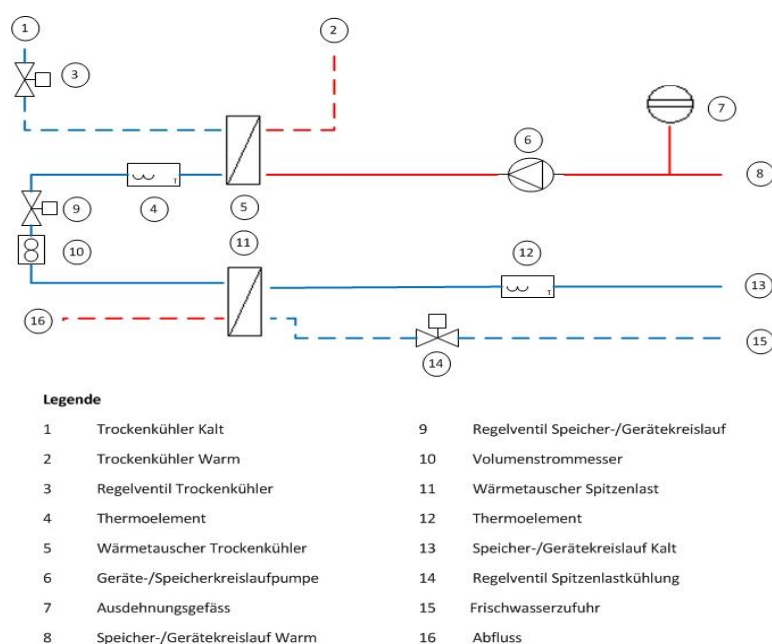 1
2
3
7
6
8
4
5
9
10
11
12
13
16
14
15
Legende
1 Trockenkühler Kalt
2 Trockenkühler Warm
3 Regelventil Trockenkühler
4 Thermoelement
5 Wärmetauscher Trockenkühler
6 Geräte-/Speicherkreislaufpumpe
7 Ausdehnungsgefäss
8 Speicher-/Gerätekreislauf Warm
9 Regelventil Speicher-/Gerätekreislauf
10 Volumenstrommesser
11 Wärmetauscher Spitzenlast
12 Thermoelement
13 Speicher-/Gerätekreislauf Kalt
14 Regelventil Spitzenlastkühlung
15 Frischwasserzufuhr
16 Abfluss